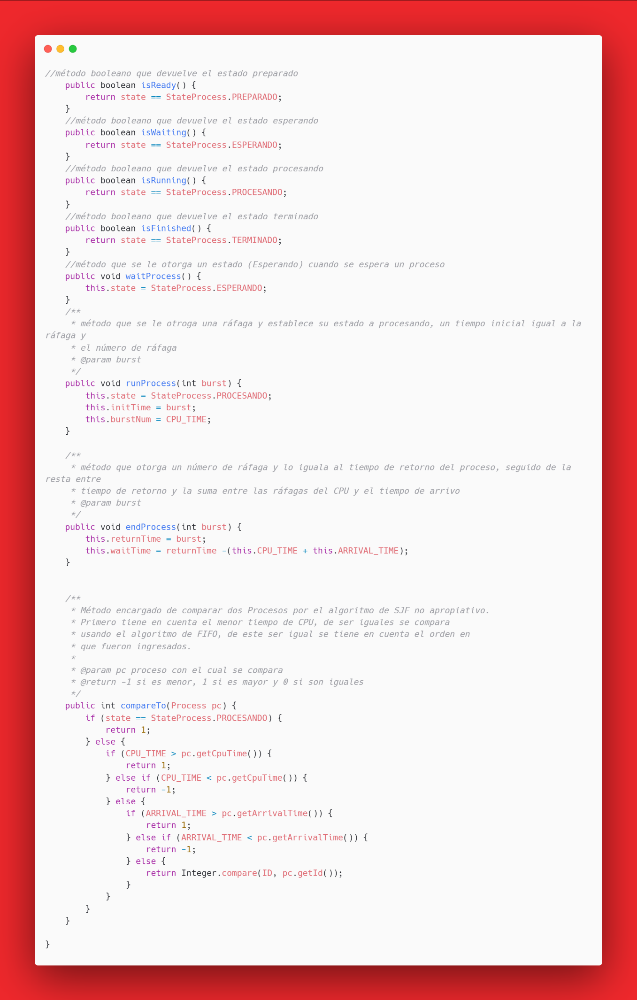 //método booleano que devuelve el estado preparado
    public boolean isReady() {
        return state == StateProcess.PREPARADO;
    }
    //método booleano que devuelve el estado esperando
    public boolean isWaiting() {
        return state == StateProcess.ESPERANDO;
    }
    //método booleano que devuelve el estado procesando
    public boolean isRunning() {
        return state == StateProcess.PROCESANDO;
    }
    //método booleano que devuelve el estado terminado
    public boolean isFinished() {
        return state == StateProcess.TERMINADO;
    }
    //método que se le otorga un estado (Esperando) cuando se espera un proceso
    public void waitProcess() {
        this.state = StateProcess.ESPERANDO;
    }
    /**
     * método que se le otroga una ráfaga y establece su estado a procesando, un tiempo inicial igual a la
ráfaga y
     * el número de ráfaga
     * @param burst
     */
    public void runProcess(int burst) {
        this.state = StateProcess.PROCESANDO;
        this.initTime = burst;
        this.burstNum = CPU_TIME;
    }

    /**
     * método que otorga un número de ráfaga y lo iguala al tiempo de retorno del proceso, seguido de la
resta entre
     * tiempo de retorno y la suma entre las ráfagas del CPU y el tiempo de arrivo
     * @param burst
     */
    public void endProcess(int burst) {
        this.returnTime = burst;
        this.waitTime = returnTime -(this.CPU_TIME + this.ARRIVAL_TIME);
    }


    /**
     * Método encargado de comparar dos Procesos por el algoritmo de SJF no apropiativo.
     * Primero tiene en cuenta el menor tiempo de CPU, de ser iguales se compara
     * usando el algoritmo de FIFO, de este ser igual se tiene en cuenta el orden en
     * que fueron ingresados.
     *
     * @param pc proceso con el cual se compara
     * @return -1 si es menor, 1 si es mayor y 0 si son iguales
     */
    public int compareTo(Process pc) {
        if (state == StateProcess.PROCESANDO) {
            return 1;
        } else {
            if (CPU_TIME > pc.getCpuTime()) {
                return 1;
            } else if (CPU_TIME < pc.getCpuTime()) {
                return -1;
            } else {
                if (ARRIVAL_TIME > pc.getArrivalTime()) {
                    return 1;
                } else if (ARRIVAL_TIME < pc.getArrivalTime()) {
                    return -1;
                } else {
                    return Integer.compare(ID, pc.getId());
                }
            }
        }
    }

}